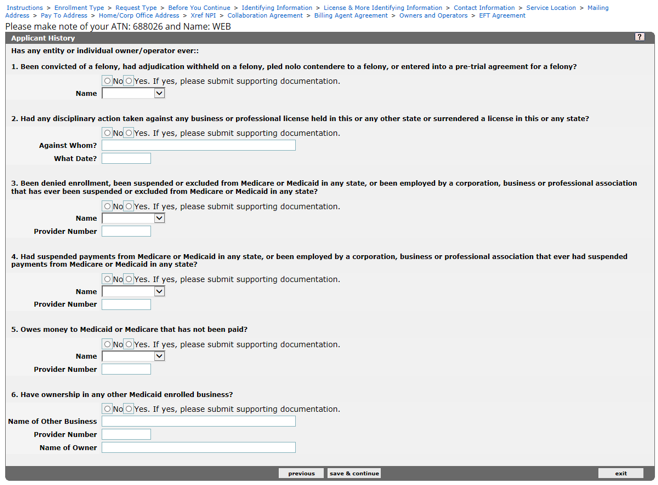 Instructions > Enrollment Type > Request Type > Before You Continue > Identifying Information > License & More Identifying Information > Contact Information > Service Location > Mailing
Address > Pay To Address > Home/Corp Office Address > Xref NPI > Collaboration Agreement > Billing Agent Agreement > Owners and Operators > EFT Agreement
Please make note of your ATN: 688026 and Name: WEB
Applicant History ?
Has any entity or individual owner/operator ever::
1. Been convicted of a felony, had adjudication withheld on a felony, pled nolo contendere to a felony, or entered into a pre-trial agreement for a felony?
No Yes. If yes, please submit supporting documentation.
Name
2. Had any disciplinary action taken against any business or professional license held in this or any other state or surrendered a license in this or any state?
No Yes. If yes, please submit supporting documentation.
Against Whom?
What Date?
3. Been denied enrollment, been suspended or excluded from Medicare or Medicaid in any state, or been employed by a corporation, business or professional association
that has ever been suspended or excluded from Medicare or Medicaid in any state?
No Yes. If yes, please submit supporting documentation.
Name
Provider Number
4. Had suspended payments from Medicare or Medicaid in any state, or been employed by a corporation, business or professional association that ever had suspended
payments from Medicare or Medicaid in any state?
No Yes. If yes, please submit supporting documentation.
Name
Provider Number
5. Owes money to Medicaid or Medicare that has not been paid?
No Yes. If yes, please submit supporting documentation.
Name
Provider Number
6. Have ownership in any other Medicaid enrolled business?
No Yes. If yes, please submit supporting documentation.
Name of Other Business
Provider Number
Name of Owner
previous save & continue exit